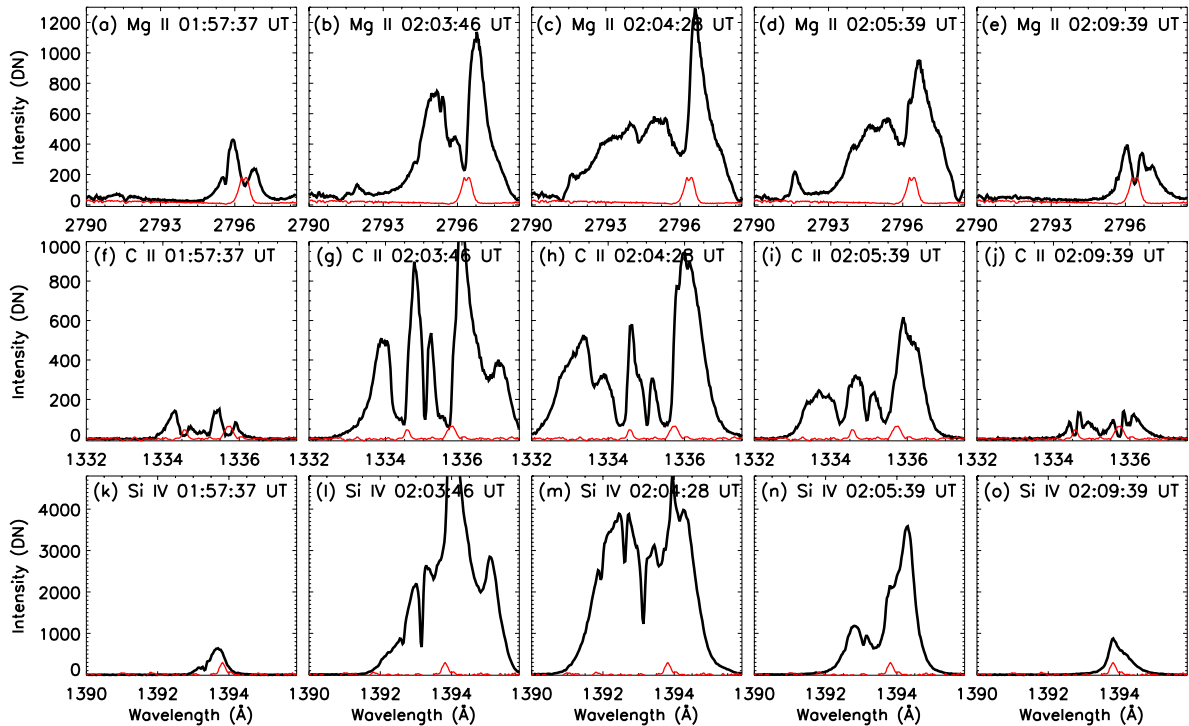 (a) Mg II 01:57:37 UT
(b) Mg II 02:03:46 UT
(c) Mg II 02:04:28 UT
(d) Mg II 02:05:39 UT
(e) Mg II 02:09:39 UT
Intensity (DN)
1200
1000
800
600
400
200
0
2790 2793 2796
2790 2793 2796
2790 2793 2796
2790 2793 2796
2790 2793 2796
(f) C II 01:57:37 UT
(g) C II 02:03:46 UT
(h) C II 02:04:28 UT
(i) C II 02:05:39 UT
(j) C II 02:09:39 UT
Intensity (DN)
1000
800
600
400
200
0
1332 1334 1336
1332 1334 1336
1332 1334 1336
1332 1334 1336
1332 1334 1336
(k) Si IV 01:57:37 UT
(l) Si IV 02:03:46 UT
(m) Si IV 02:04:28 UT
(n) Si IV 02:05:39 UT
(o) Si IV 02:09:39 UT
Intensity (DN)
4000
3000
2000
1000
0
1390 1392 1394
1390 1392 1394
1390 1392 1394
1390 1392 1394
1390 1392 1394
Wavelength (Å)
Wavelength (Å)
Wavelength (Å)
Wavelength (Å)
Wavelength (Å)